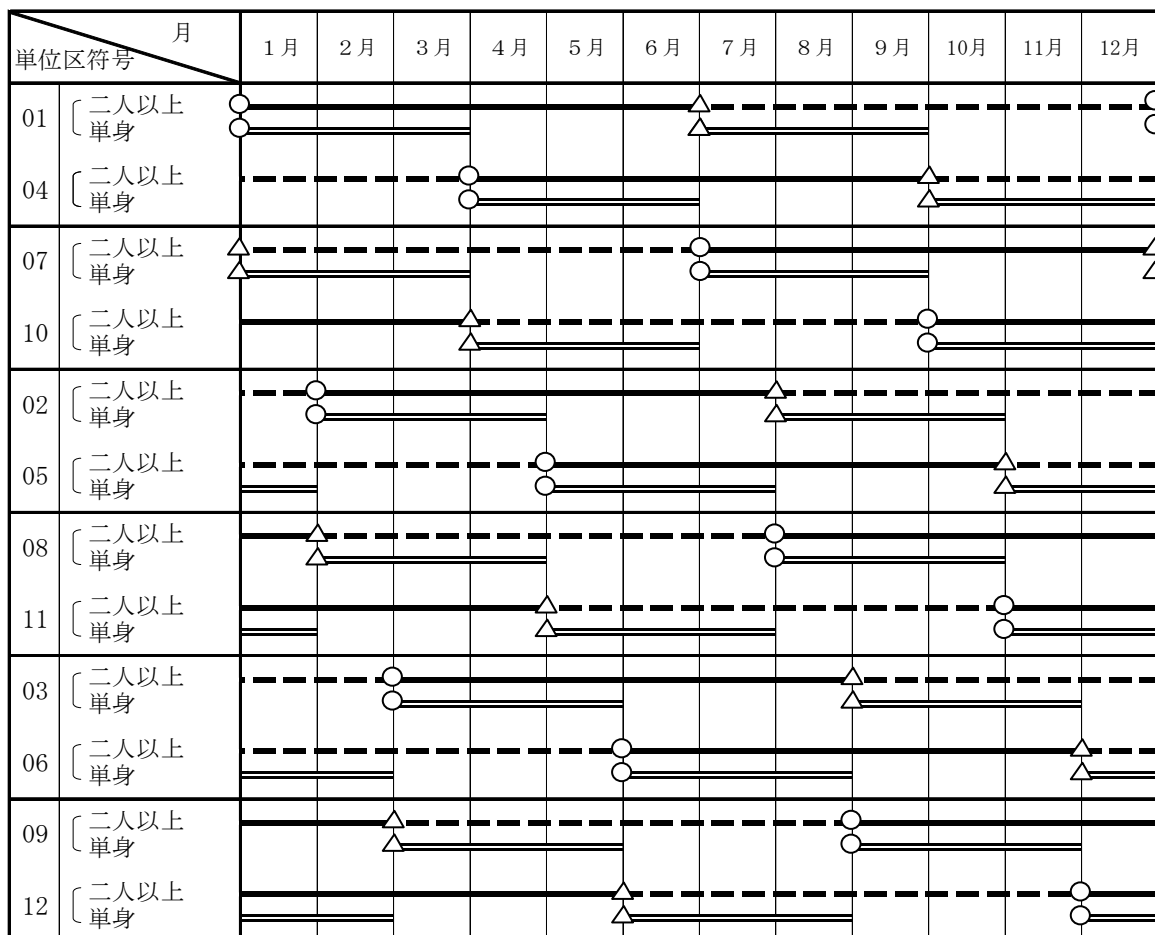 月
単位区符号
1月 2月 3月 4月 5月 6月 7月 8月 9月 10月 11月 12月
01 二人以上
単身
04 二人以上
単身
07 二人以上
単身
10 二人以上
単身
02 二人以上
単身
05 二人以上
単身
08 二人以上
単身
11 二人以上
単身
03 二人以上
単身
06 二人以上
単身
09 二人以上
単身
12 二人以上
単身